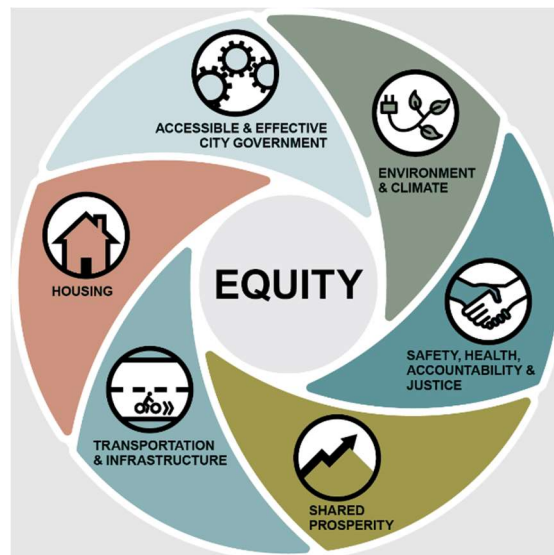 ACCESSIBLE & EFFECTIVE
CITY GOVERNMENT
ENVIRONMENT
& CLIMATE
HOUSING
EQUITY
SAFETY, HEALTH,
ACCOUNTABILITY &
JUSTICE
TRANSPORTATION
& INFRASTRUCTURE
SHARED
PROSPERITY